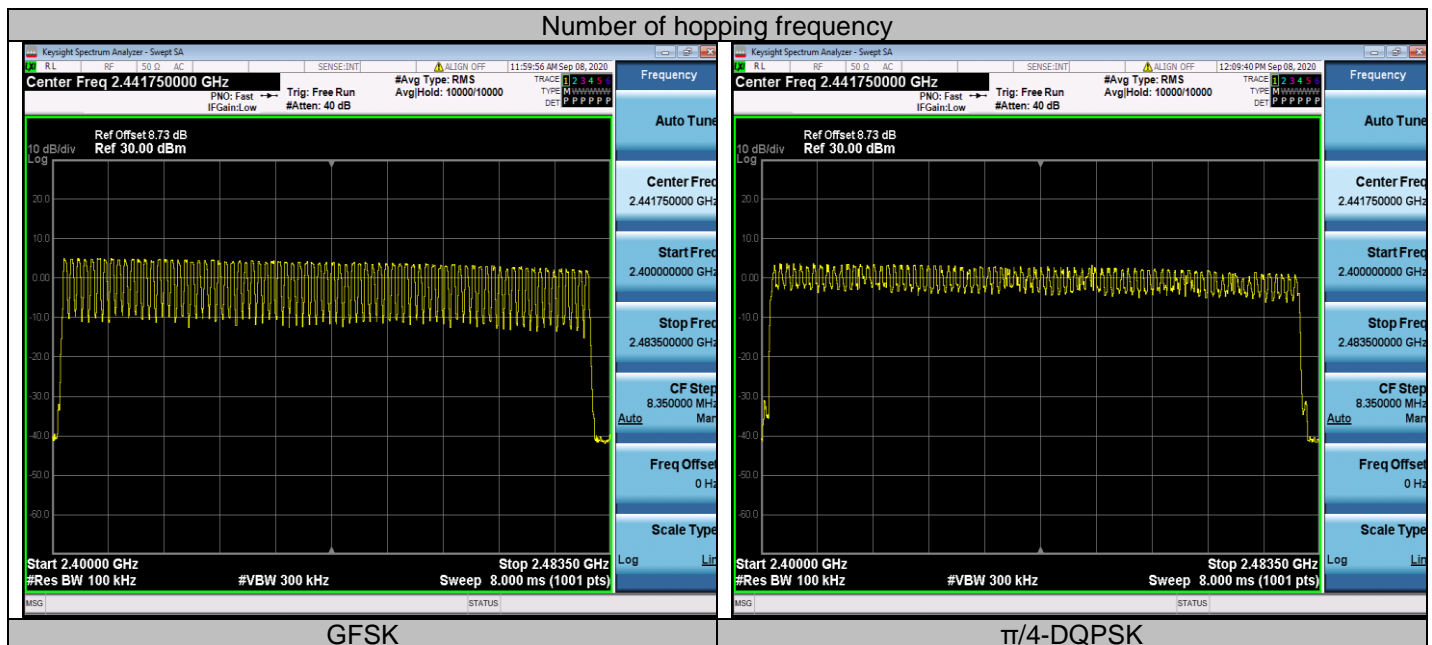 Number of hopping frequency
Keysight Spectrum Analyzer - Swept SA
RL RF 50 Ω AC SENSE:INT ALIGN OFF 11:59:56 AM Sep 08, 2020
Center Freq 2.441750000 GHz
PNO: Fast
IFGain:Low
Trig: Free Run
#Atten: 40 dB
#Avg Type: RMS
Avg|Hold: 10000/10000
TRACE 1 2 3 4 5 6
TYPE M
DET P P P P P P
Ref Offset 8.73 dB
10 dB/div Ref 30.00 dBm
Log
20.0
10.0
0.00
-10.0
-20.0
-30.0
-40.0
-50.0
-60.0
Start 2.40000 GHz Stop 2.48350 GHz
#Res BW 100 kHz #VBW 300 kHz Sweep 8.000 ms (1001 pts)
MSG STATUS
Frequency
Auto Tune
Center Freq
2.441750000 GHz
Start Freq
2.400000000 GHz
Stop Freq
2.483500000 GHz
CF Step
8.350000 MHz
Auto Man
Freq Offset
0 Hz
Scale Type
Log Lin
GFSK
Keysight Spectrum Analyzer - Swept SA
RL RF 50 Ω AC SENSE:INT ALIGN OFF 12:09:40 PM Sep 08, 2020
Center Freq 2.441750000 GHz
PNO: Fast
IFGain:Low
Trig: Free Run
#Atten: 40 dB
#Avg Type: RMS
Avg|Hold: 10000/10000
TRACE 1 2 3 4 5 6
TYPE M
DET P P P P P P
Ref Offset 8.73 dB
10 dB/div Ref 30.00 dBm
Log
20.0
10.0
0.00
-10.0
-20.0
-30.0
-40.0
-50.0
-60.0
Start 2.40000 GHz Stop 2.48350 GHz
#Res BW 100 kHz #VBW 300 kHz Sweep 8.000 ms (1001 pts)
MSG STATUS
Frequency
Auto Tune
Center Freq
2.441750000 GHz
Start Freq
2.400000000 GHz
Stop Freq
2.483500000 GHz
CF Step
8.350000 MHz
Auto Man
Freq Offset
0 Hz
Scale Type
Log Lin
π/4-DQPSK